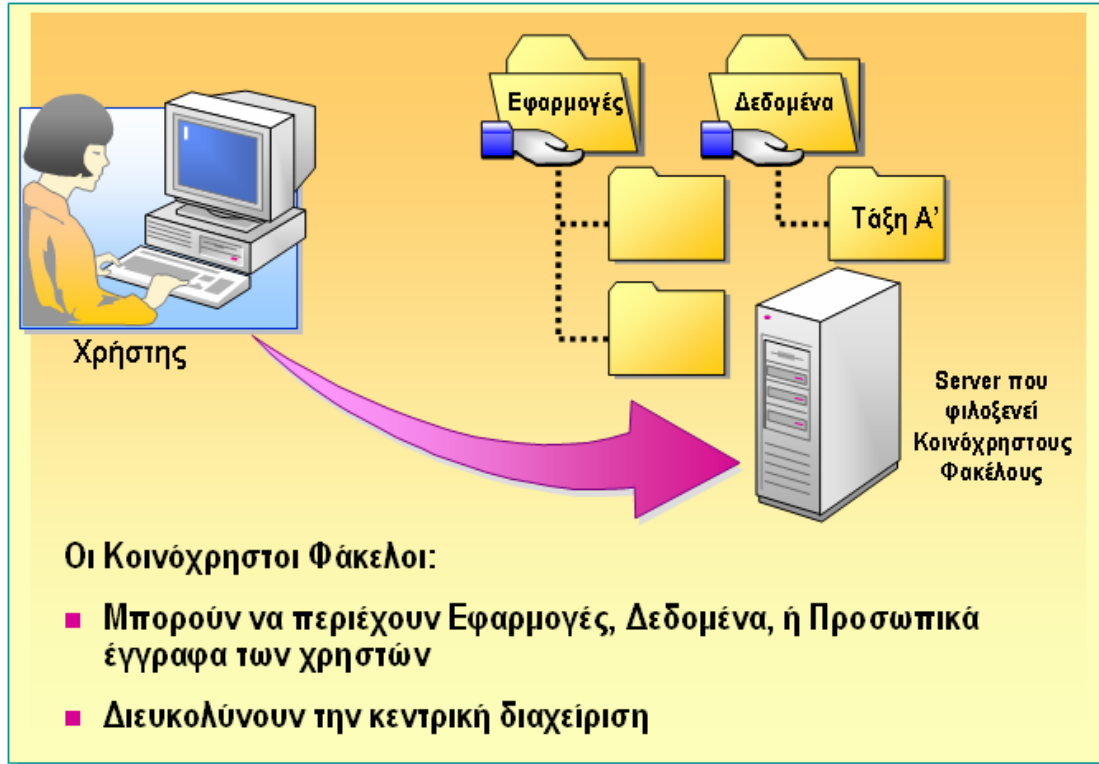 Εφαρμογές
Δεδομένα
Τάξη Α'
Χρήστης
Server που
φιλοξενεί
Κοινόχρηστους
Φακέλους
Οι Κοινόχρηστοι Φάκελοι:
Μπορούν να περιέχουν Εφαρμογές, Δεδομένα, ή Προσωπικά
έγγραφα των χρηστών
Διευκολύνουν την κεντρική διαχείριση